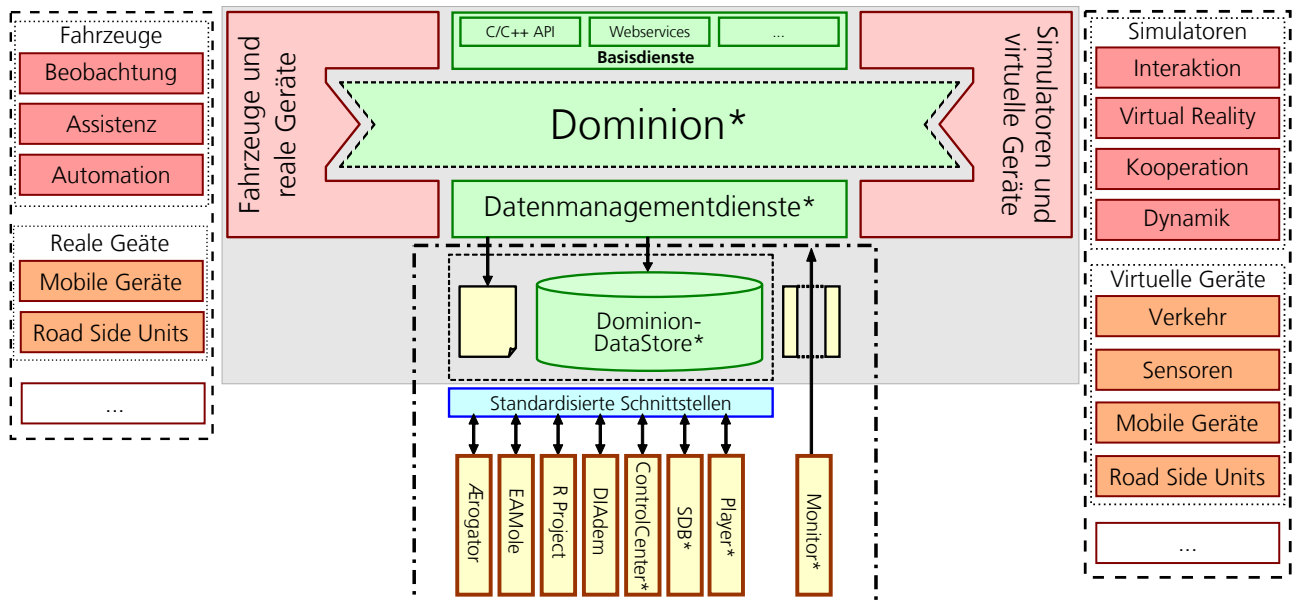 Fahrzeuge
Beobachtung
Assistenz
Automation
Reale Geäte
Mobile Geräte
Road Side Units
...
Fahrzeuge und
reale Geräte
C/C++ API
Webservices
...
Basisdienste
Dominion*
Datenmanagementdienste*
Dominion-
DataStore*
Standardisierte Schnittstellen
Ærogator
EAMole
R Project
DIAdem
ControlCenter*
SDB*
Player*
Monitor*
Simulatoren und
virtuelle Geräte
Simulatoren
Interaktion
Virtual Reality
Kooperation
Dynamik
Virtuelle Geräte
Verkehr
Sensoren
Mobile Geräte
Road Side Units
...